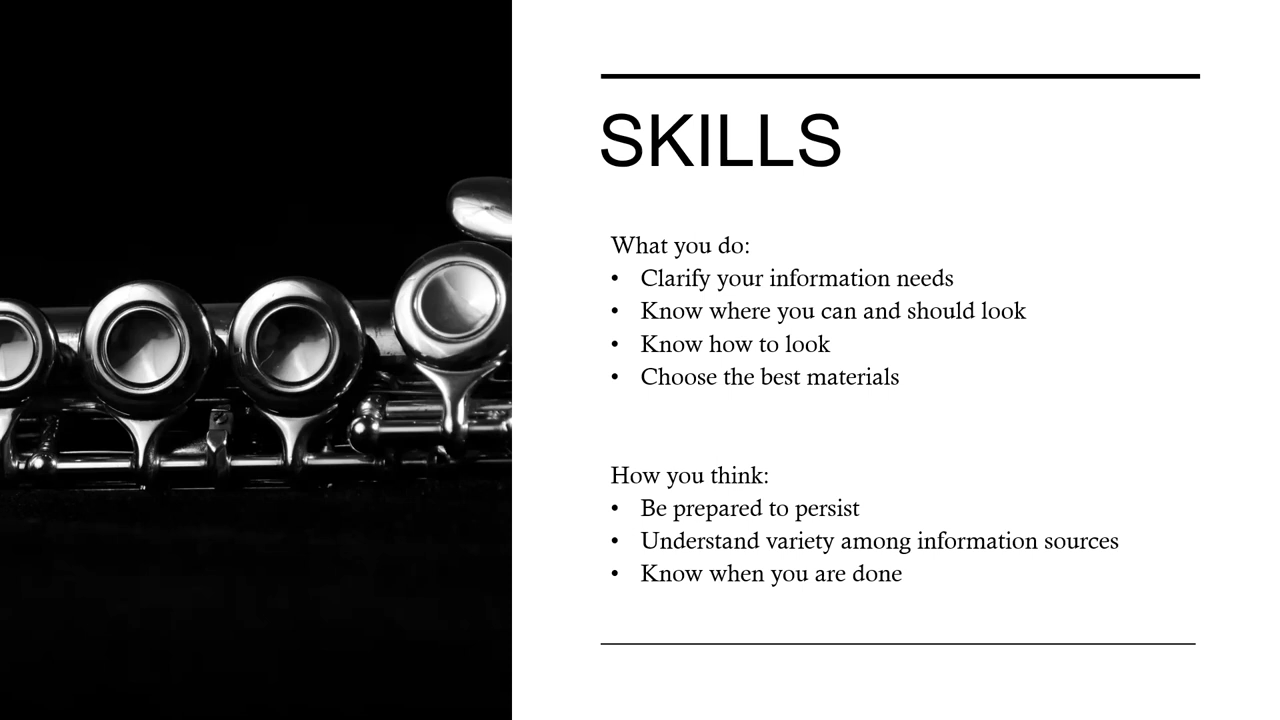 SKILLS
What you do:
• Clarify your information needs
• Know where you can and should look
• Know how to look
• Choose the best materials
How you think:
• Be prepared to persist
• Understand variety among information sources
• Know when you are done